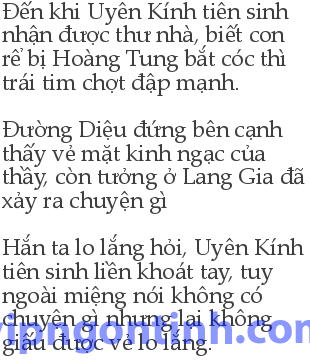 Đến khi Uyên Kính tiên sinh
nhận được thư nhà, biết con
rể bị Hoàng Tung bắt cóc thì
trái tim chợt đập mạnh.
Đường Diệu đứng bên cạnh
thấy vẻ mặt kinh ngạc của
thầy, còn tưởng ở Lang Gia đã
xảy ra chuyện gì
Hắn ta lo lắng hỏi, Uyên Kính
tiên sinh liền khoát tay, tuy
ngoài miệng nói không có
chuyện gì nhưng lại không
giấu được vẻ lo lắng.
vipngontinh.com